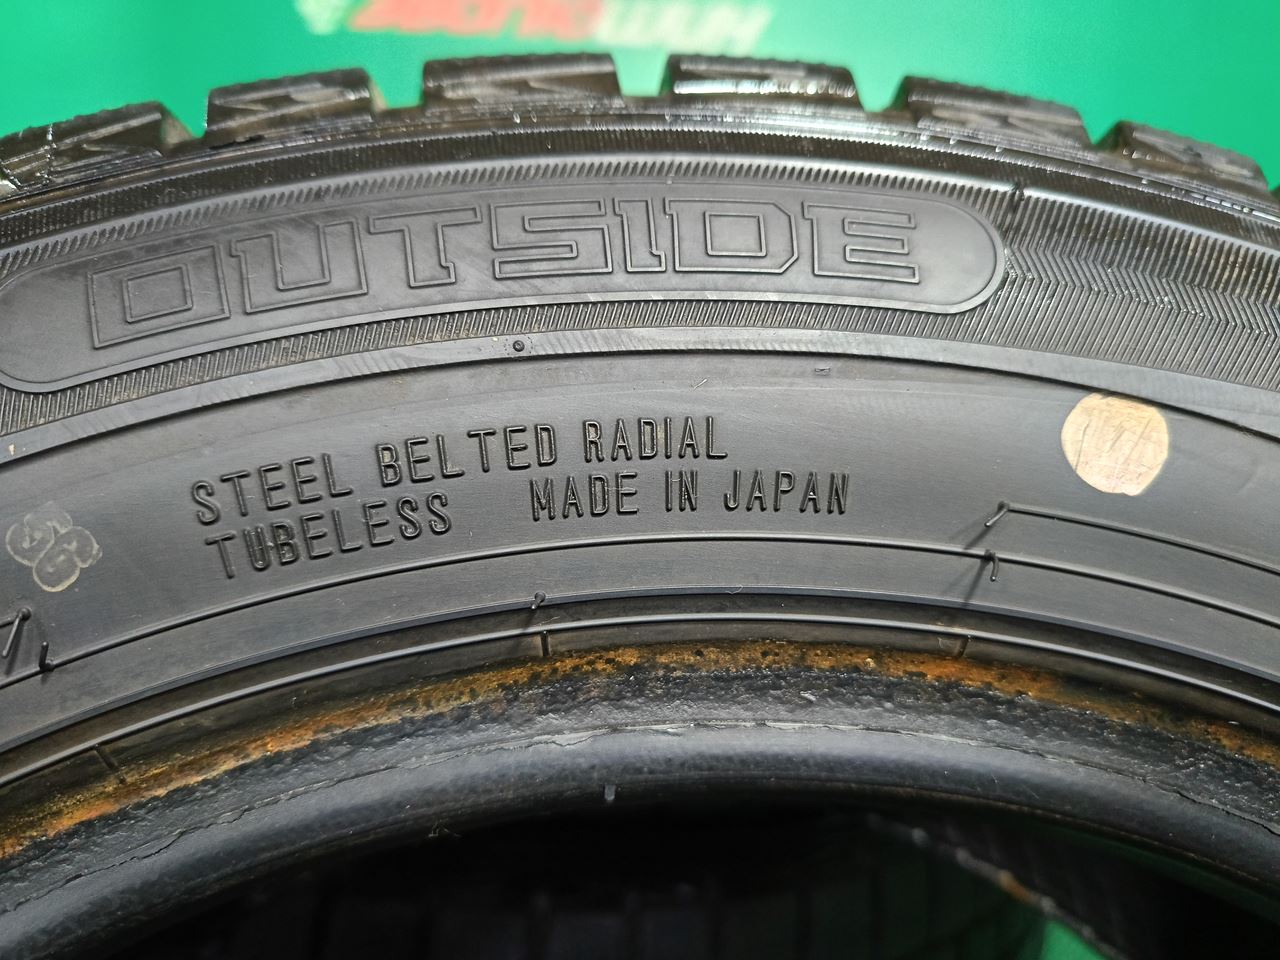 OUTSIDE
STEEL BELTED RADIAL
TUBELESS MADE IN JAPAN